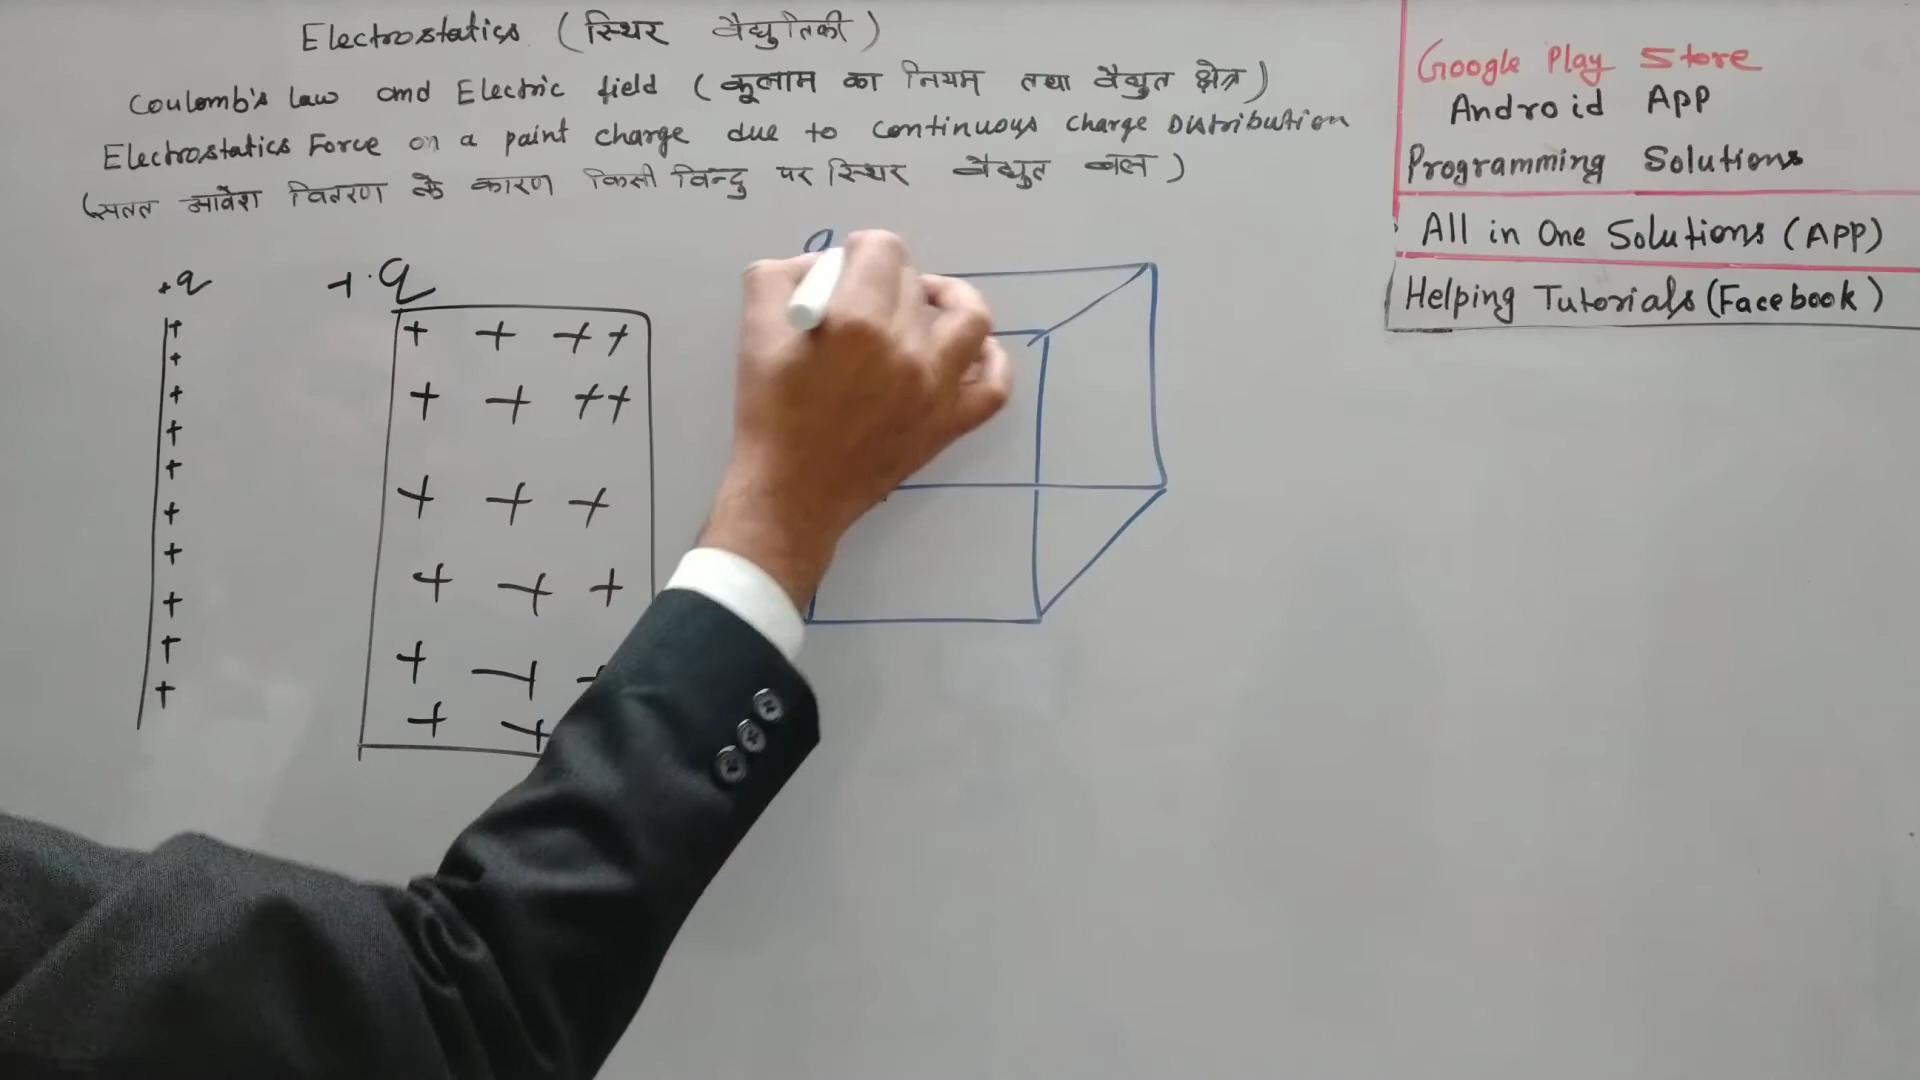 Electrostatics (स्थिर वैद्युतिकी)
Coulomb's Law and Electric field (कूलाम का नियम तथा वैद्युत क्षेत्र)
Electrostatics Force on a paint charge due to continuous charge Distribution
(सतत आवेश वितरण के कारण किसी विन्दु पर स्थिर वैद्युत बल)
Google Play Store
Android App
Programming Solutions
All in One Solutions (APP)
Helping Tutorials (Facebook)
+q
+q
+
+
+
+
+
+
+
+
+
+
+ + + +
+ + + +
+ + +
+ + +
+ + +
+ +
q